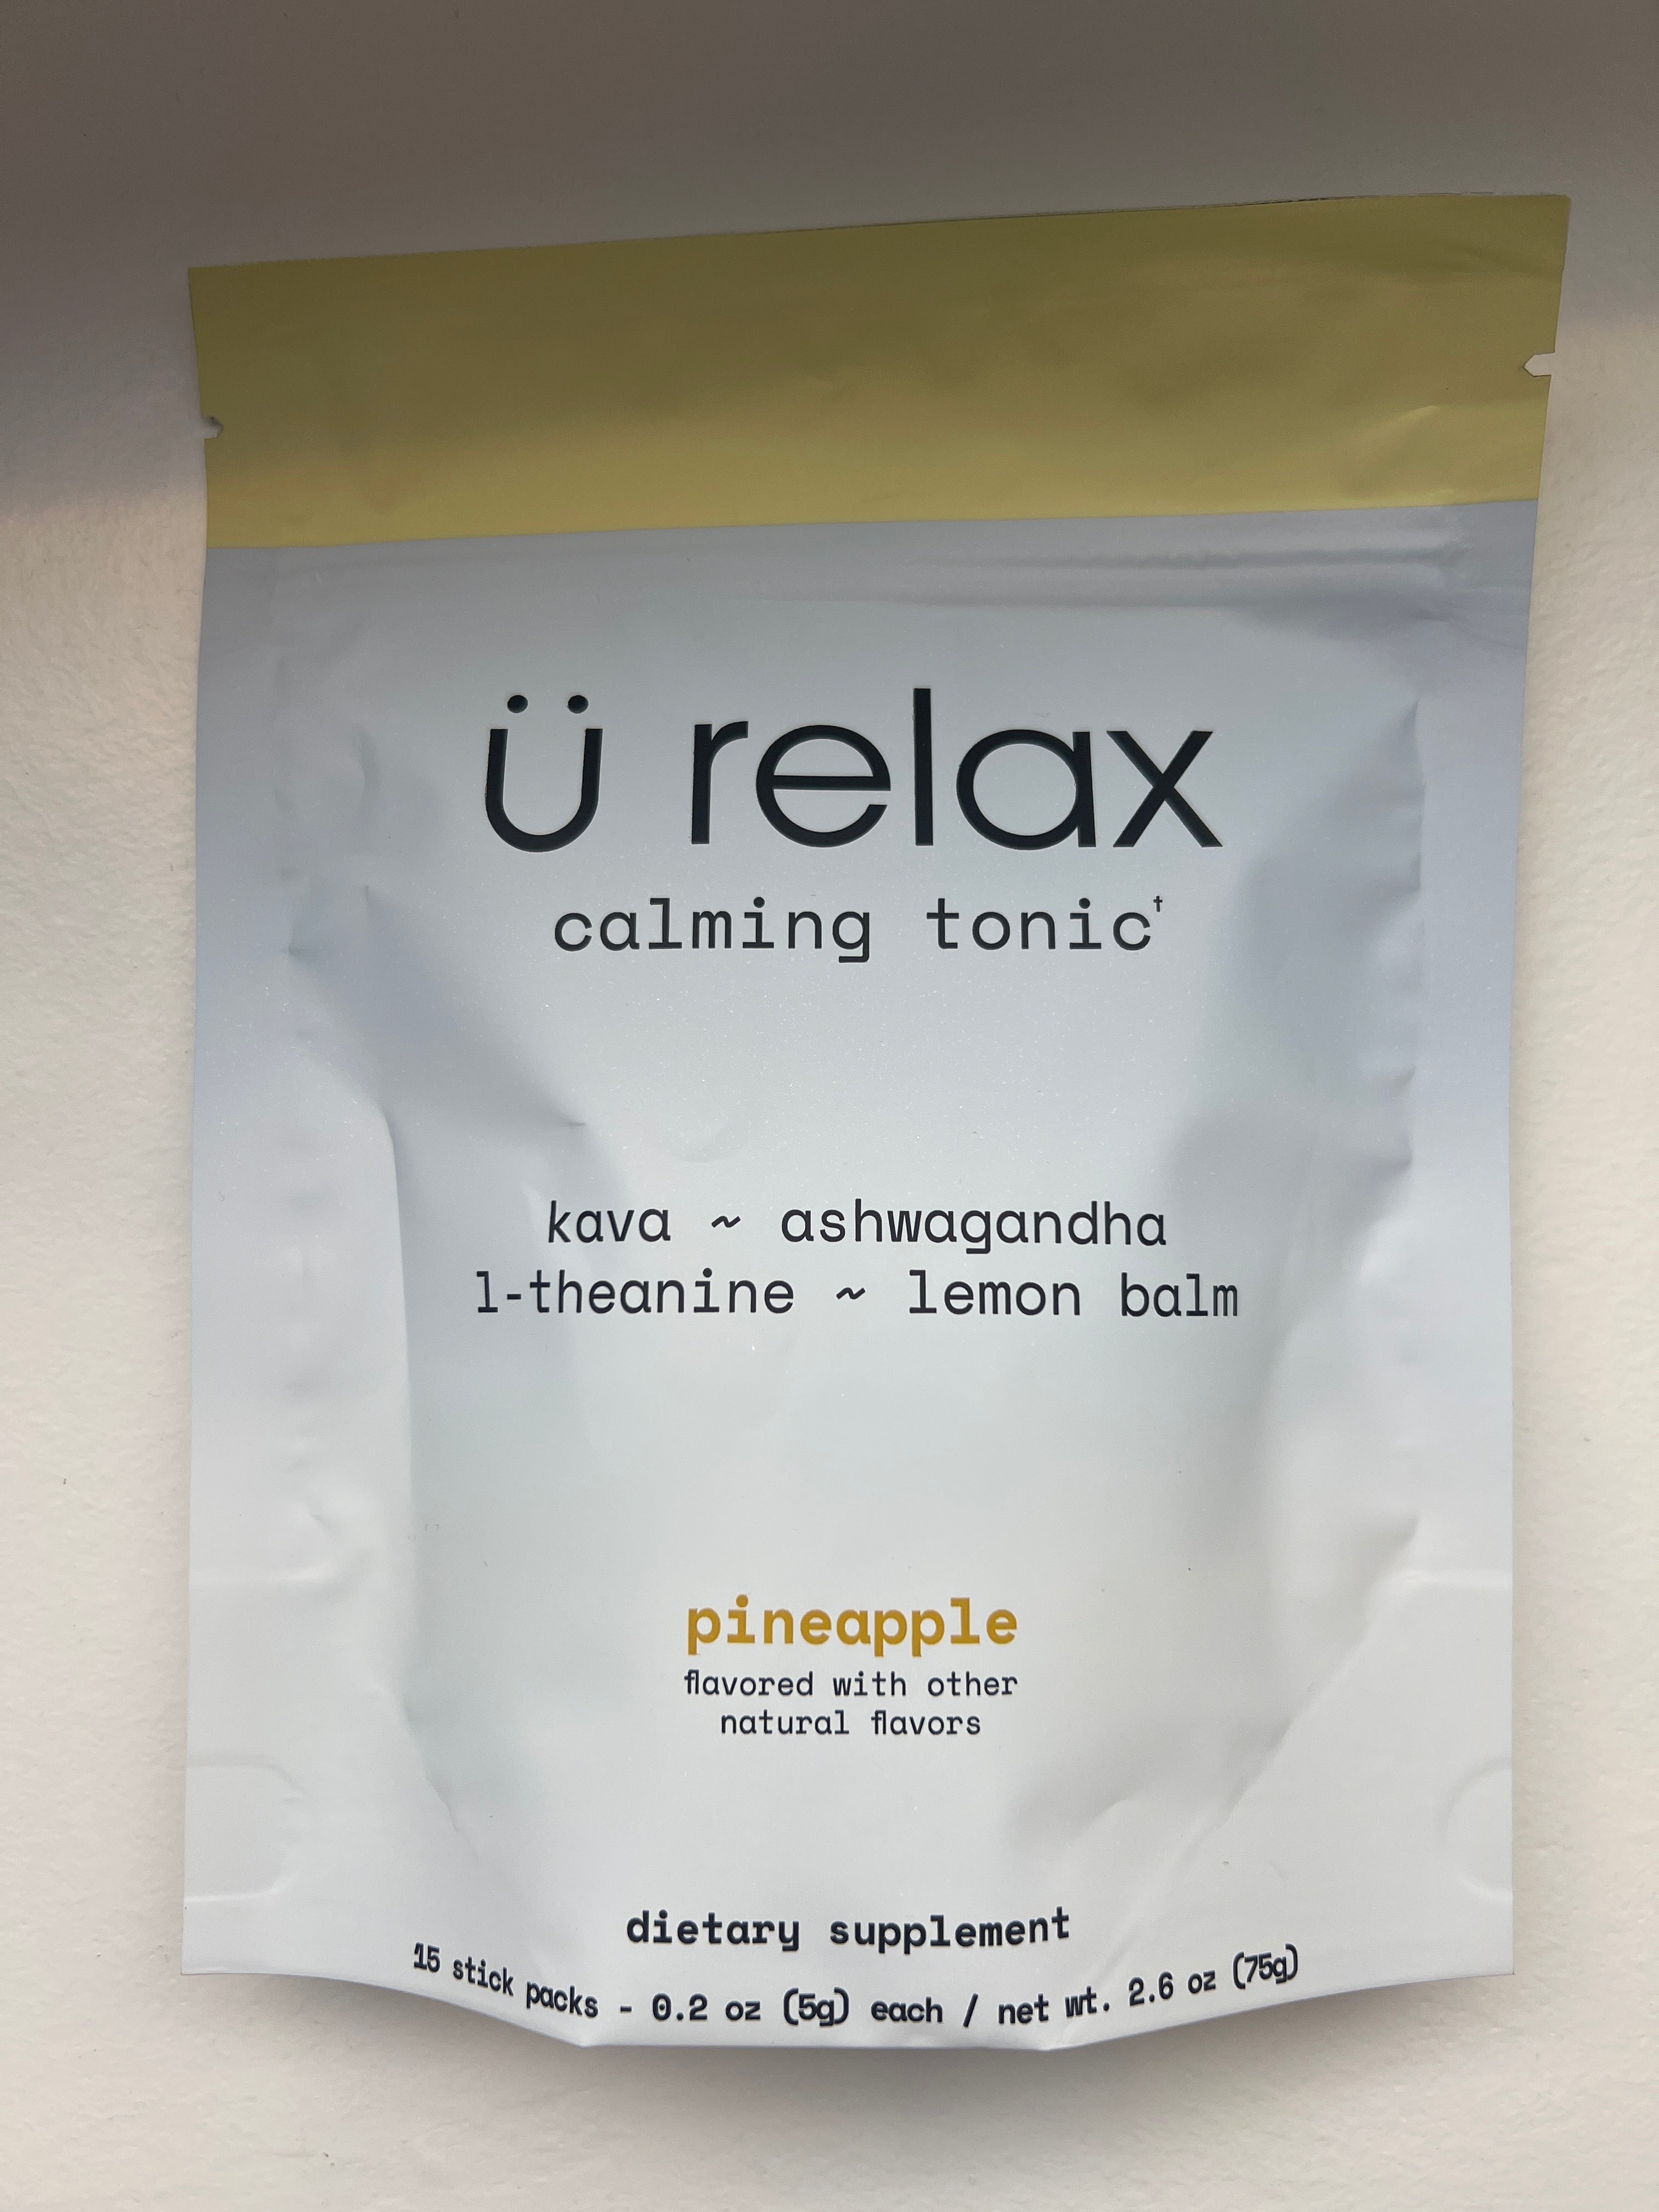 ü relax
calming tonic†
kava ~ ashwagandha
l-theanine ~ lemon balm
pineapple
flavored with other
natural flavors
dietary supplement
15 stick packs - 0.2 oz (5g) each / net wt. 2.6 oz (75g)